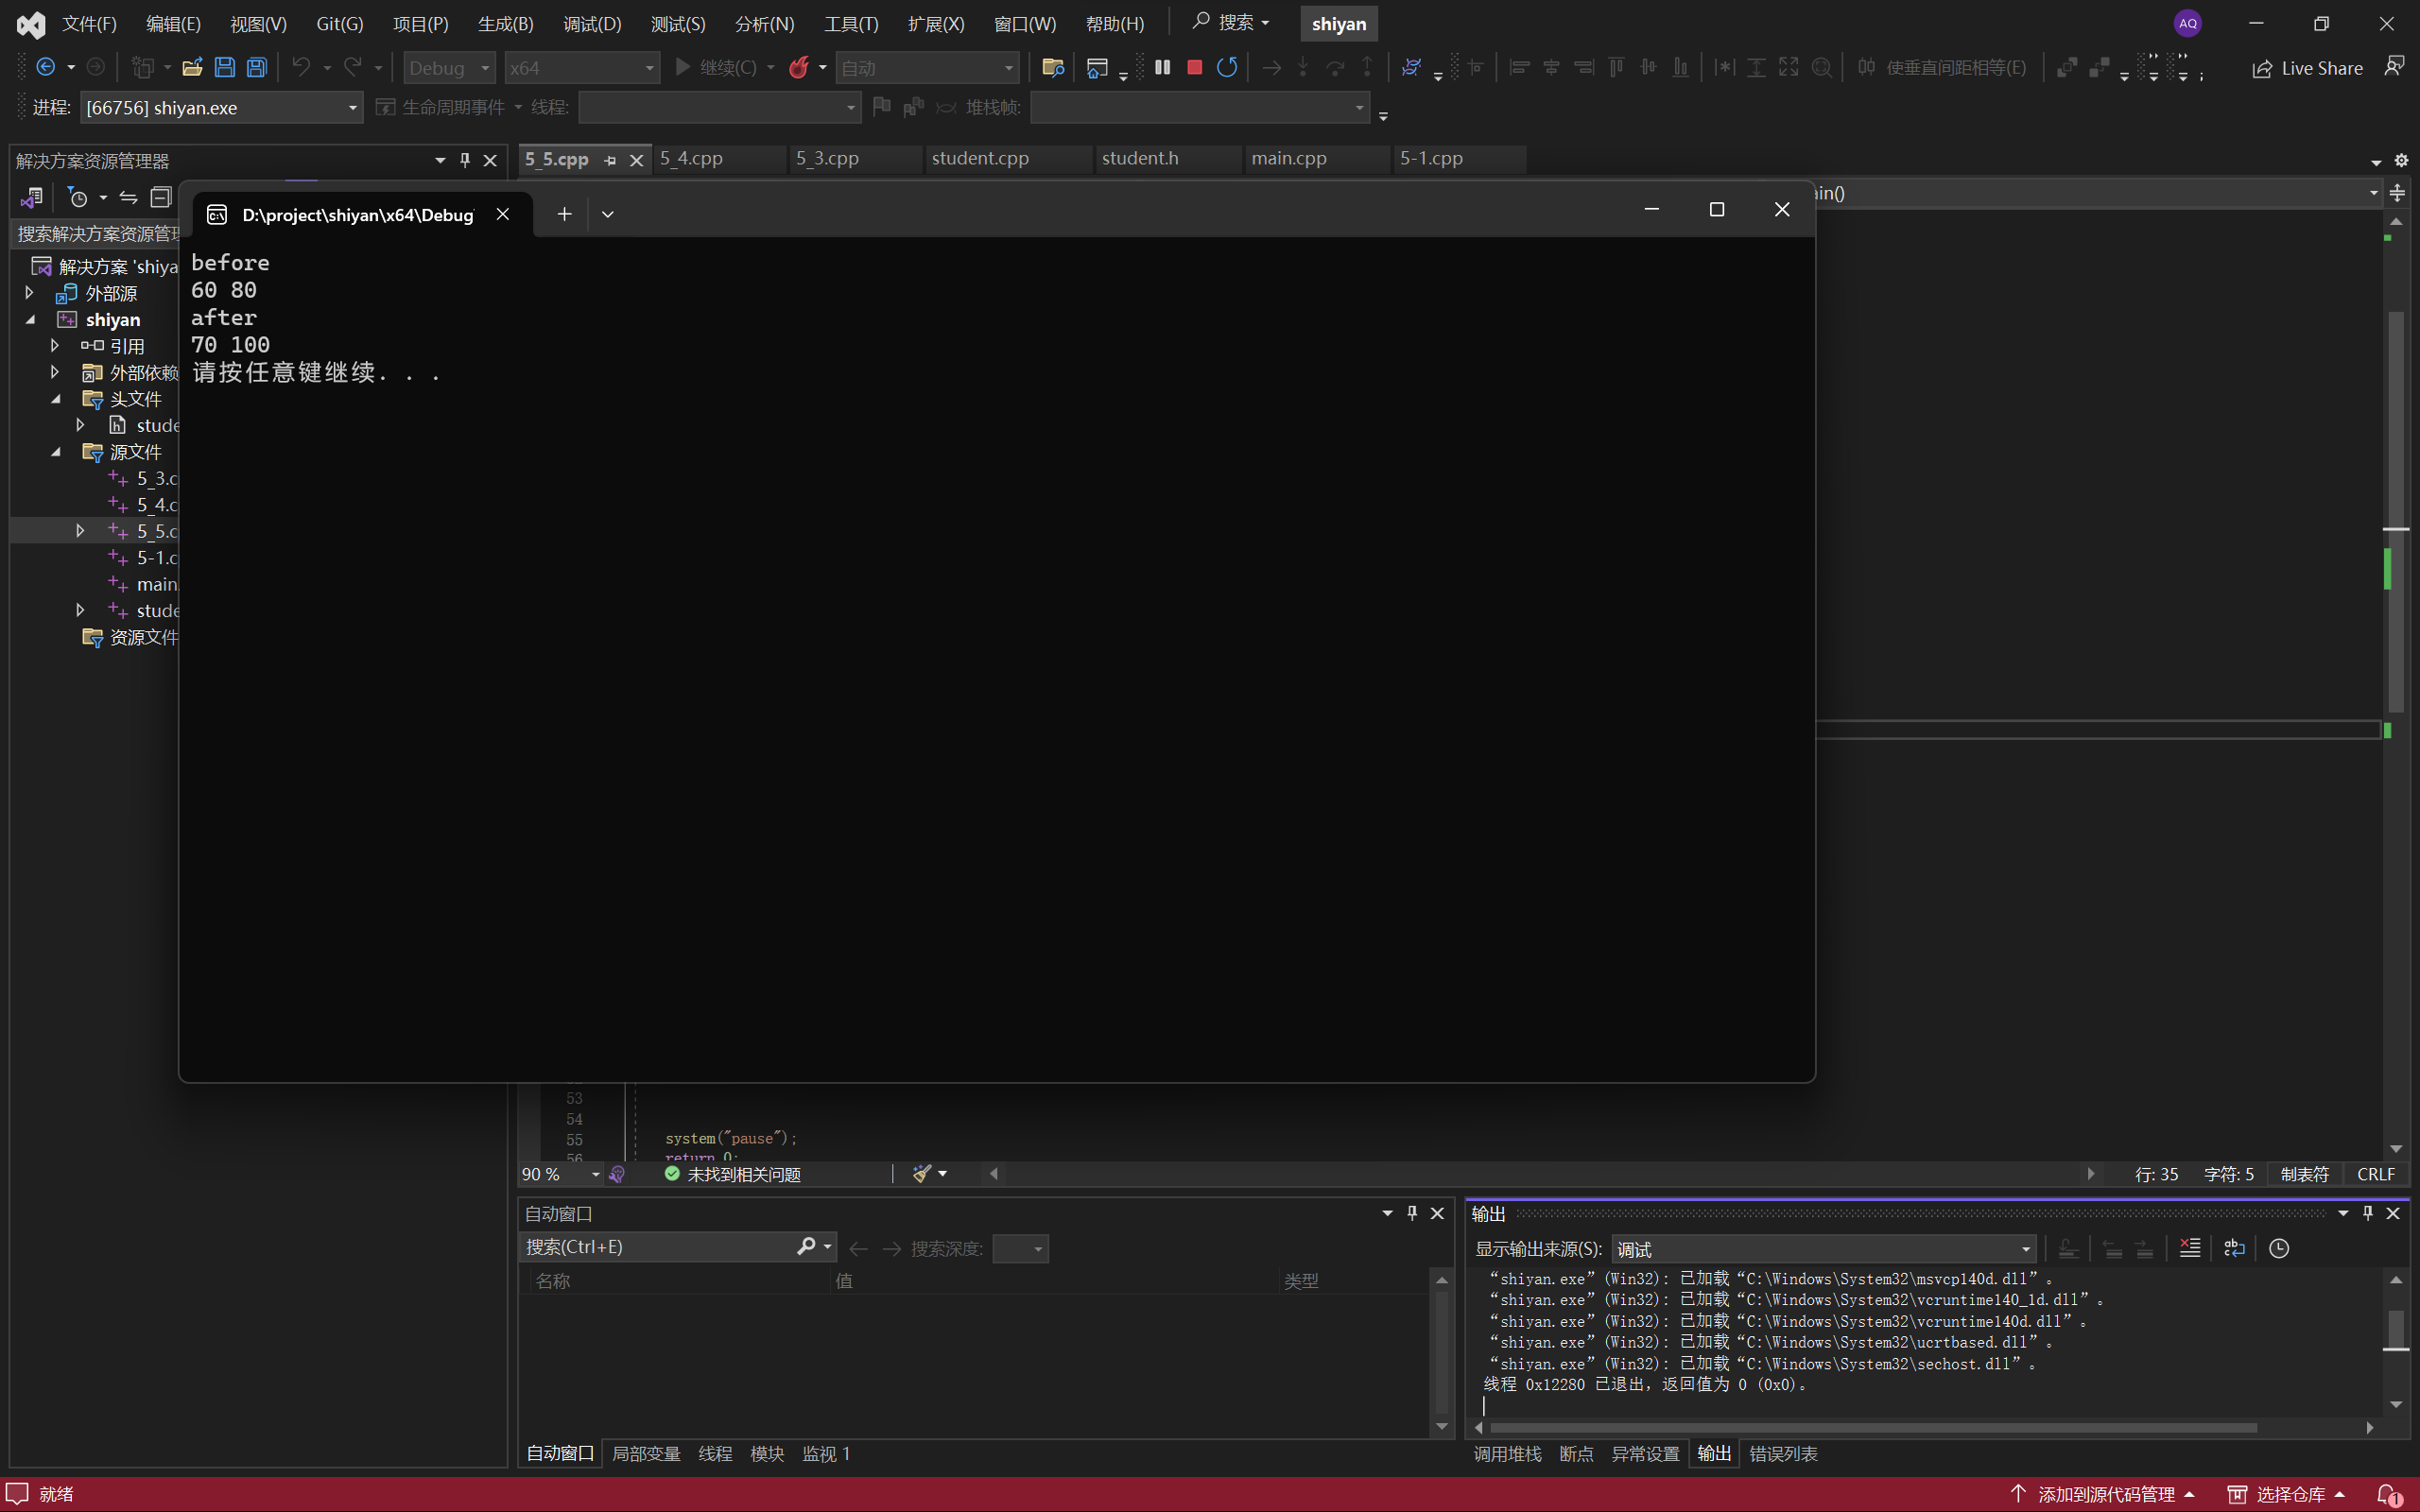 文件(F) 编辑(E) 视图(V) Git(G) 项目(P) 生成(B) 调试(D) 测试(S) 分析(N) 工具(T) 扩展(X) 窗口(W) 帮助(H) 搜索 shiyan AQ
Debug x64 继续(C) 自动 使垂直间距相等(E) Live Share
进程: [66756] shiyan.exe 生命周期事件 线程: 堆栈帧:
解决方案资源管理器
5_5.cpp 5_4.cpp 5_3.cpp student.cpp student.h main.cpp 5-1.cpp
ain()
搜索解决方案资源管理
解决方案 'shiya
外部源
shiyan
引用
外部依赖
头文件
stude
源文件
5_3.c
5_4.c
5_5.c
5-1.c
main.
stude
资源文件
D:\project\shiyan\x64\Debug
before
60 80
after
70 100
请按任意键继续. . .
53
54
55 system("pause");
56 return 0;
90 % 未找到相关问题 行: 35 字符: 5 制表符 CRLF
自动窗口
搜索(Ctrl+E) 搜索深度:
名称 值 类型
自动窗口 局部变量 线程 模块 监视 1
输出
显示输出来源(S): 调试
“shiyan.exe”(Win32): 已加载“C:\Windows\System32\msvcp140d.dll”。
“shiyan.exe”(Win32): 已加载“C:\Windows\System32\vcruntime140_1d.dll”。
“shiyan.exe”(Win32): 已加载“C:\Windows\System32\vcruntime140d.dll”。
“shiyan.exe”(Win32): 已加载“C:\Windows\System32\ucrtbased.dll”。
“shiyan.exe”(Win32): 已加载“C:\Windows\System32\sechost.dll”。
线程 0x12280 已退出，返回值为 0 (0x0)。
调用堆栈 断点 异常设置 输出 错误列表
就绪 添加到源代码管理 选择仓库 1